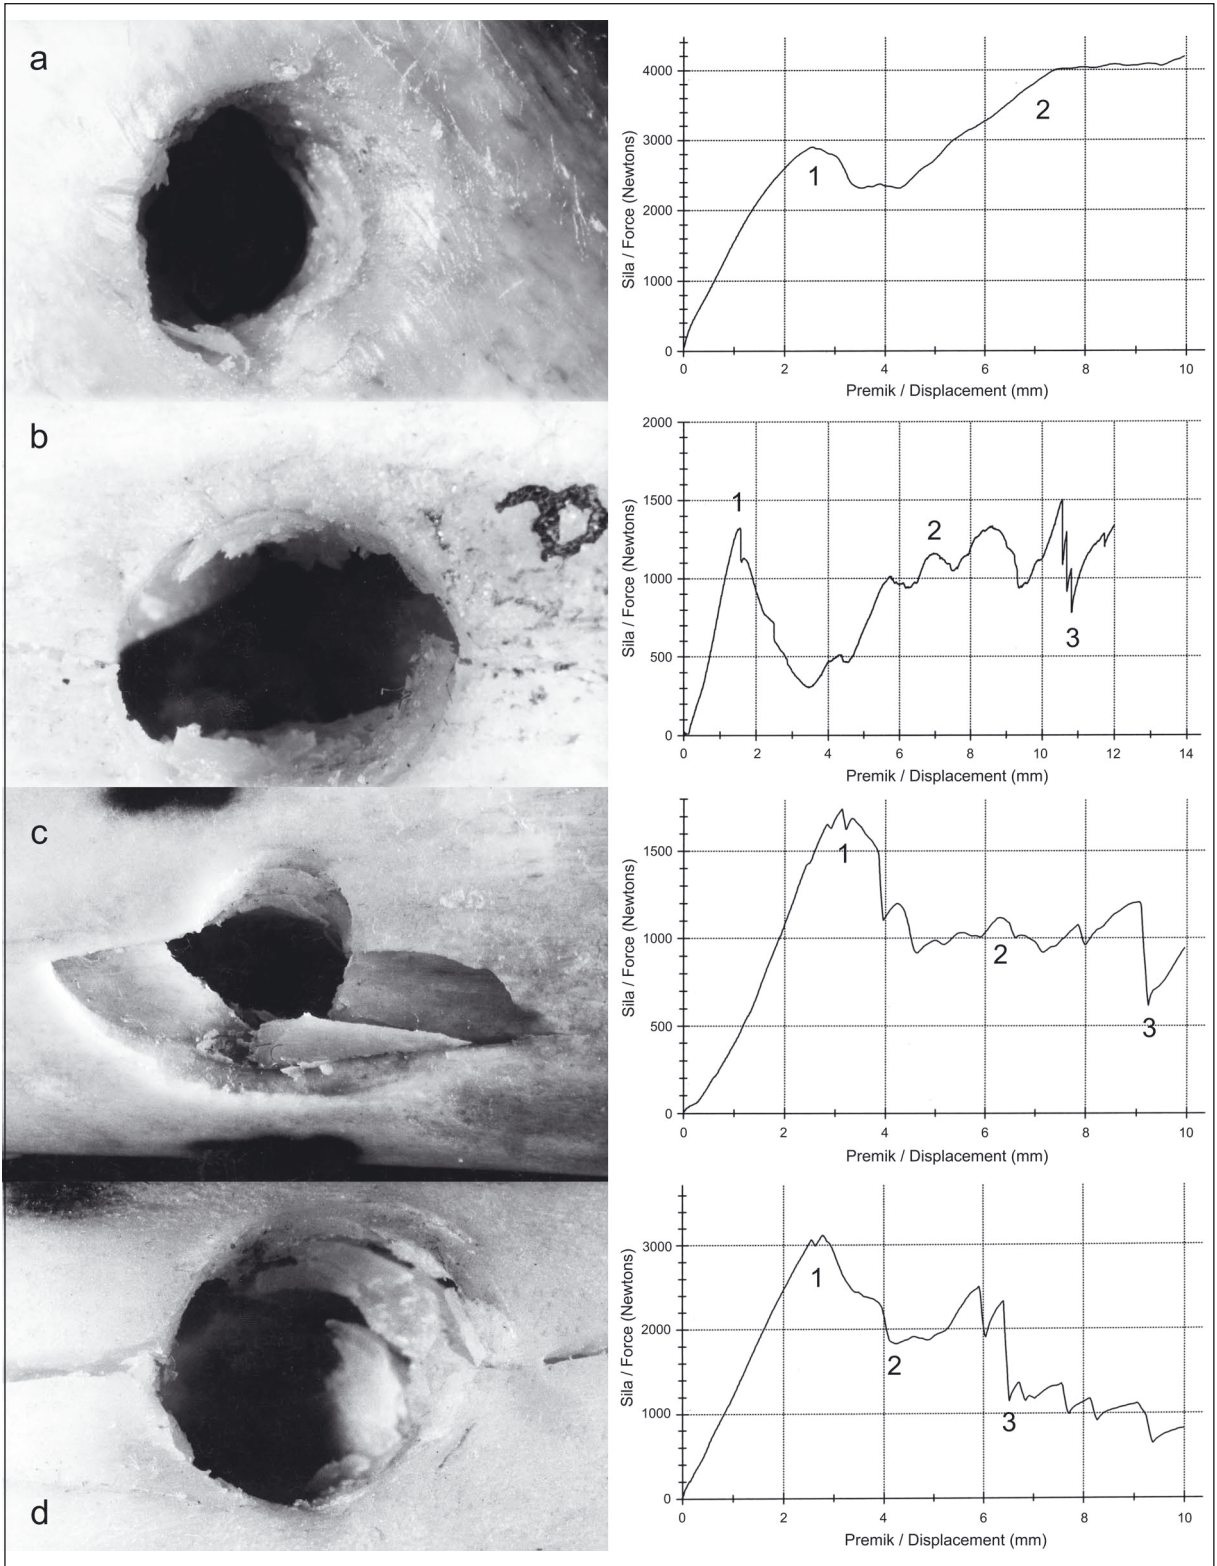 a
4000
3000
2000
1000
0
Sila / Force (Newtons)
1
2
0 2 4 6 8 10
Premik / Displacement (mm)
b
2000
1500
1000
500
0
Sila / Force (Newtons)
1
2
3
0 2 4 6 8 10 12 14
Premik / Displacement (mm)
c
1500
1000
500
0
Sila / Force (Newtons)
1
2
3
0 2 4 6 8 10
Premik / Displacement (mm)
d
3000
2000
1000
0
Sila / Force (Newtons)
1
2
3
0 2 4 6 8 10
Premik / Displacement (mm)